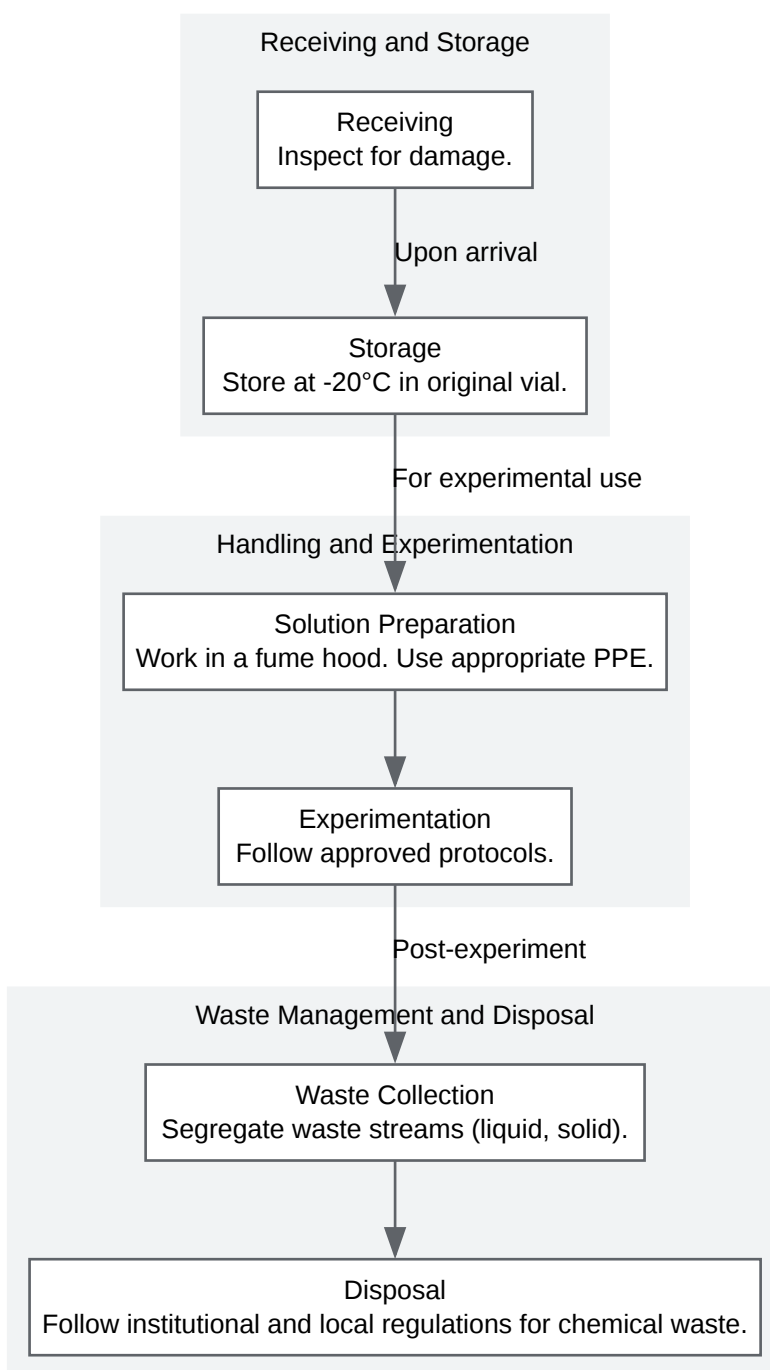 Receiving and Storage
Receiving
Inspect for damage.
Upon arrival
Storage
Store at -20°C in original vial.
For experimental use
Handling and Experimentation
Solution Preparation
Work in a fume hood. Use appropriate PPE.
Experimentation
Follow approved protocols.
Post-experiment
Waste Management and Disposal
Waste Collection
Segregate waste streams (liquid, solid).
Disposal
Follow institutional and local regulations for chemical waste.